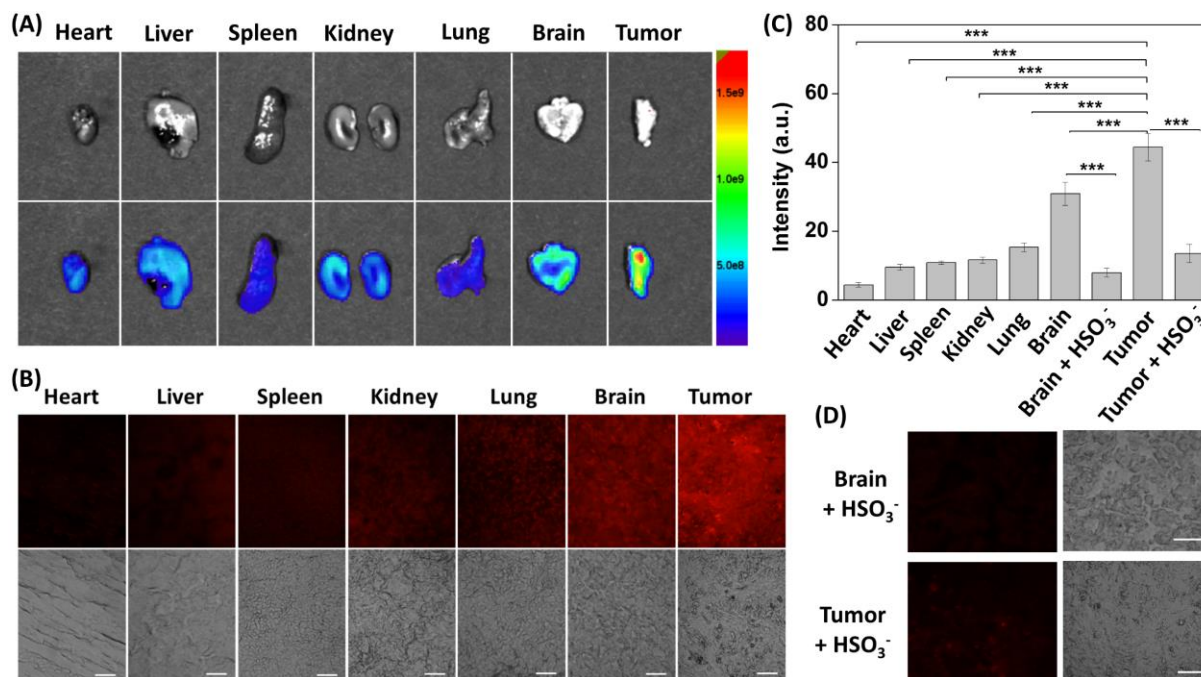 (A)
Heart Liver Spleen Kidney Lung Brain Tumor
1.5e9
1.0e9
5.0e8
(B)
Heart Liver Spleen Kidney Lung Brain Tumor
(C)
Intensity (a.u.)
80
60
40
20
0
***
***
***
***
***
***
***
***
Heart
Liver
Spleen
Kidney
Lung
Brain
Brain + HSO₃⁻
Tumor
Tumor + HSO₃⁻
(D)
Brain
+ HSO₃⁻
Tumor
+ HSO₃⁻